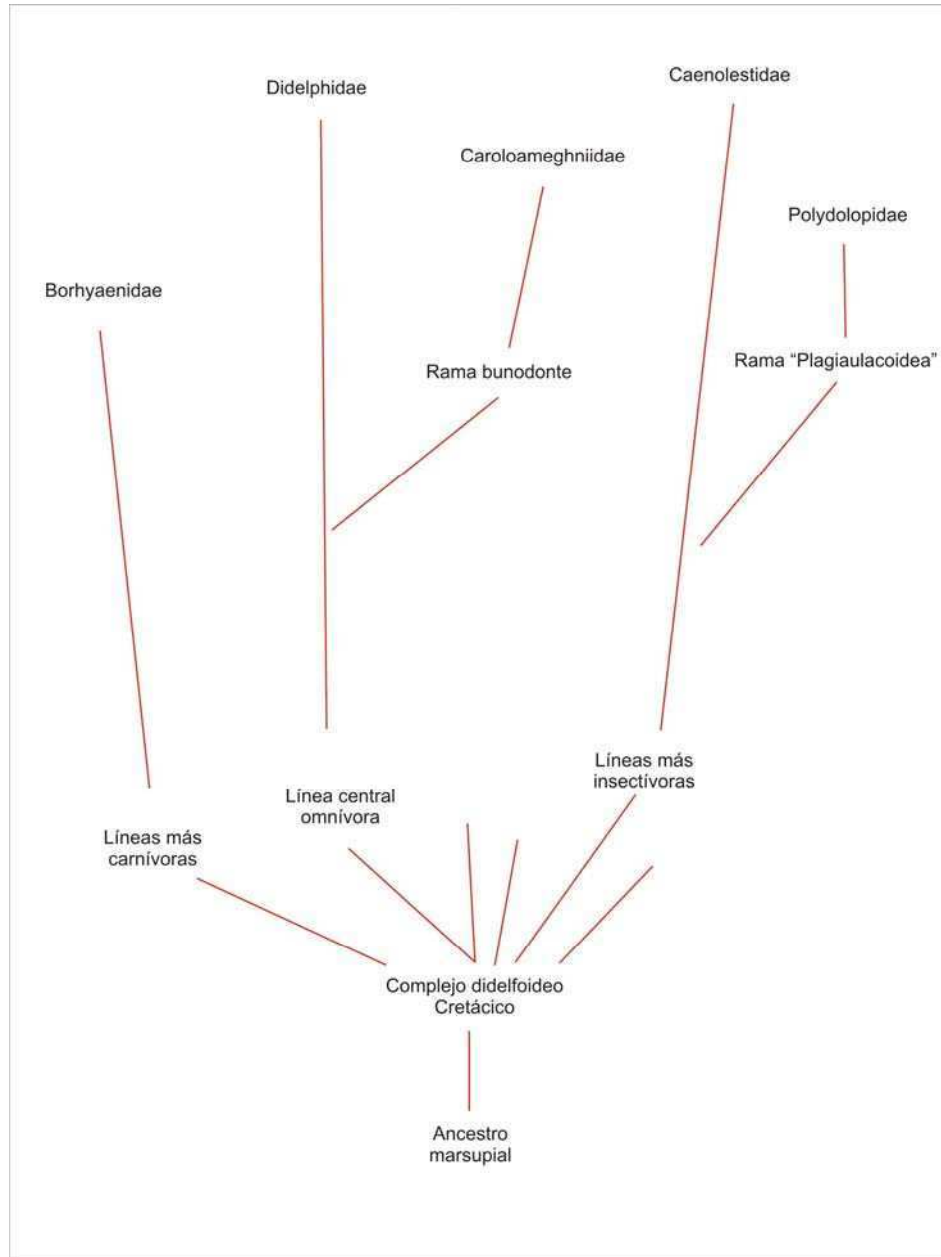 Caenolestidae
Didelphidae
Caroloameghniidae
Polydolopidae
Borhyaenidae
Rama “Plagiaulacoidea”
Rama bunodonte
Líneas más
insectívoras
Línea central
omnívora
Líneas más
carnívoras
Complejo didelfoideo
Cretácico
Ancestro
marsupial